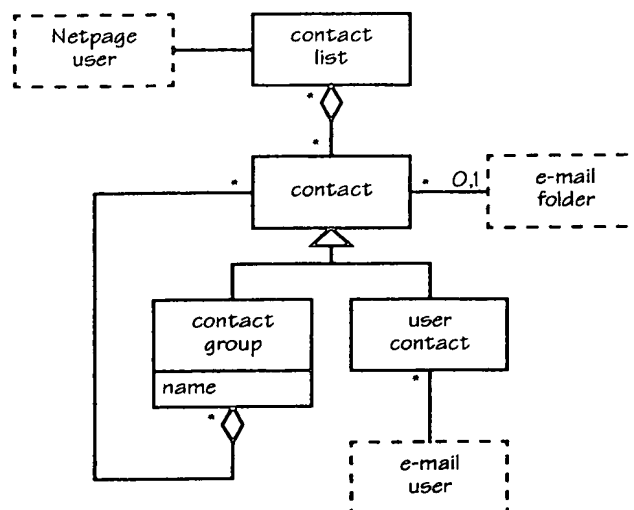 Netpage
user
contact
list
*
*
*
contact
*
0,1
e-mail
folder
contact
group
name
*
user
contact
*
e-mail
user